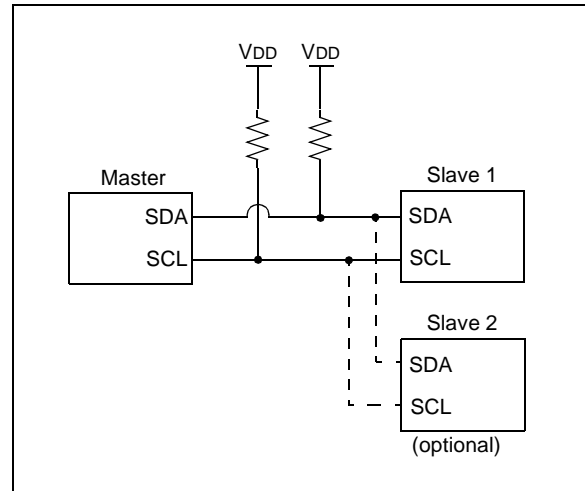 VDD VDD
Master
SDA
SCL
Slave 1
SDA
SCL
Slave 2
SDA
SCL
(optional)